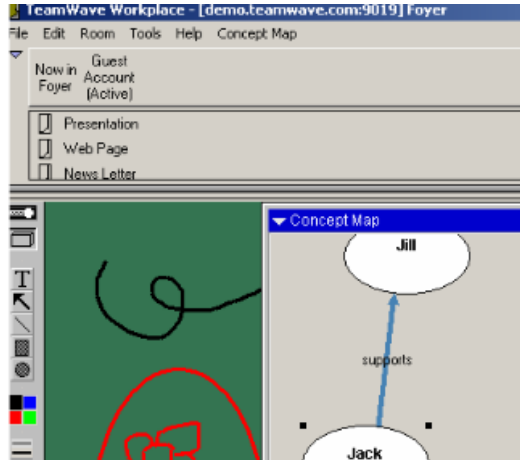 TeamWave Workplace - [demo.teamwave.com:9019] Foyer
File Edit Room Tools Help Concept Map
Now in Foyer
Guest Account (Active)
Presentation
Web Page
News Letter
T
Concept Map
Jill
supports
Jack